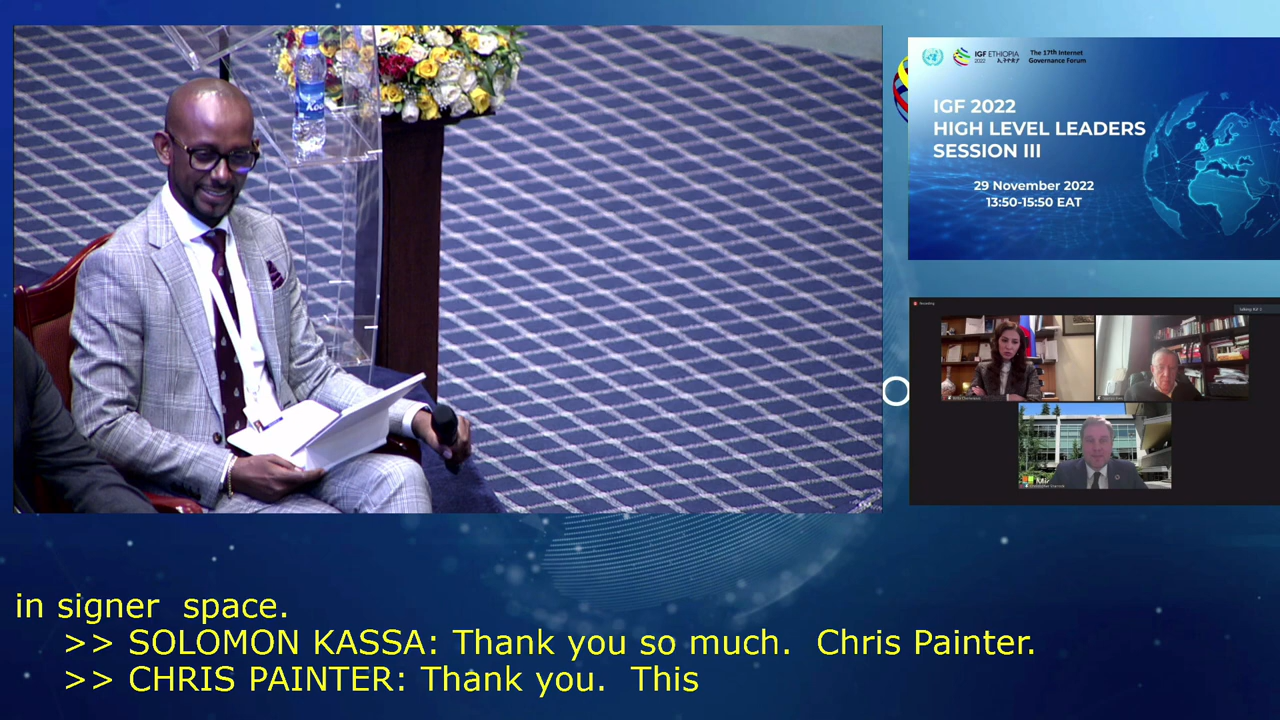 IGF ETHIOPIA
2022 ኢትዮጵያ
The 17th Internet
Governance Forum
IGF 2022
HIGH LEVEL LEADERS
SESSION III
29 November 2022
13:50-15:50 EAT
in signer space.
>> SOLOMON KASSA: Thank you so much. Chris Painter.
>> CHRIS PAINTER: Thank you. This